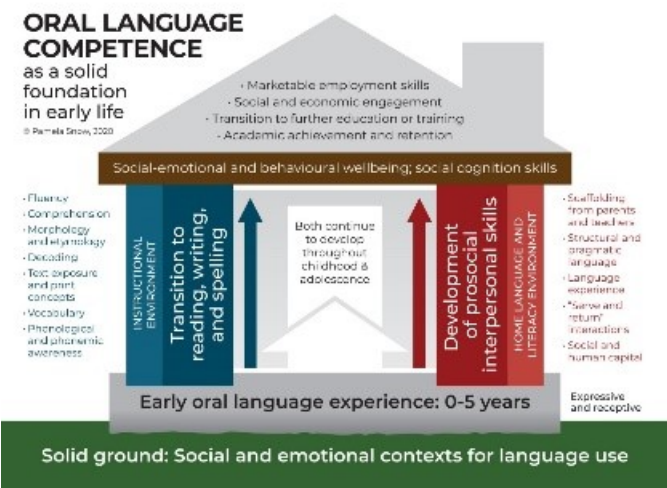 ORAL LANGUAGE
COMPETENCE
as a solid
foundation
in early life
© Pamela Snow, 2020
• Marketable employment skills
• Social and economic engagement
• Transition to further education or training
• Academic achievement and retention
Social-emotional and behavioural wellbeing; social cognition skills
• Fluency
• Comprehension
• Morphology
and etymology
• Decoding
• Text exposure
and print
concepts
• Vocabulary
• Phonological
and phonemic
awareness
INSTRUCTIONAL
ENVIRONMENT
Transition to
reading, writing,
and spelling
Both continue
to develop
throughout
childhood &
adolescence
Development
of prosocial
interpersonal skills
HOME LANGUAGE AND
LITERACY ENVIRONMENT
• Scaffolding
from parents
and teachers
• Structural and
pragmatic
language
• Language
experience
• "Serve and
return"
interactions
• Social and
human capital
Early oral language experience: 0-5 years
Expressive
and receptive
Solid ground: Social and emotional contexts for language use